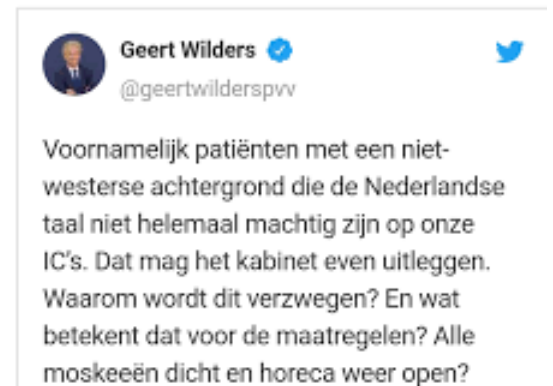 Geert Wilders
@geertwilderspvv
Voornamelijk patiënten met een niet-
westerse achtergrond die de Nederlandse
taal niet helemaal machtig zijn op onze
IC's. Dat mag het kabinet even uitleggen.
Waarom wordt dit verzwegen? En wat
betekent dat voor de maatregelen? Alle
moskeeën dicht en horeca weer open?